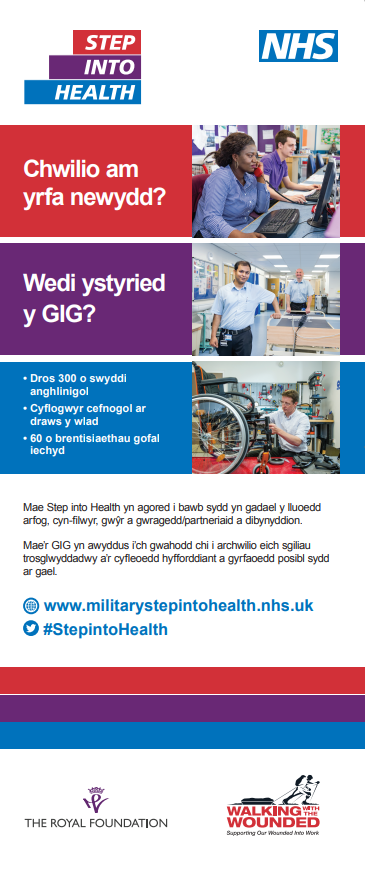 STEP
INTO
HEALTH
NHS
Chwilio am
yrfa newydd?
Wedi ystyried
y GIG?
• Dros 300 o swyddi
anghlinigol
• Cyflogwyr cefnogol ar
draws y wlad
• 60 o brentisiaethau gofal
iechyd
Mae Step into Health yn agored i bawb sydd yn gadael y lluoedd
arfog, cyn-filwyr, gwŷr a gwragedd/partneriaid a dibynyddion.
Mae'r GIG yn awyddus i'ch gwahodd chi i archwilio eich sgiliau
trosglwyddadwy a'r cyfleoedd hyfforddiant a gyrfaoedd posibl sydd
ar gael.
www.militarystepintohealth.nhs.uk
#StepintoHealth
THE ROYAL FOUNDATION
WALKING WITH THE
WOUNDED
Supporting Our Wounded Into Work